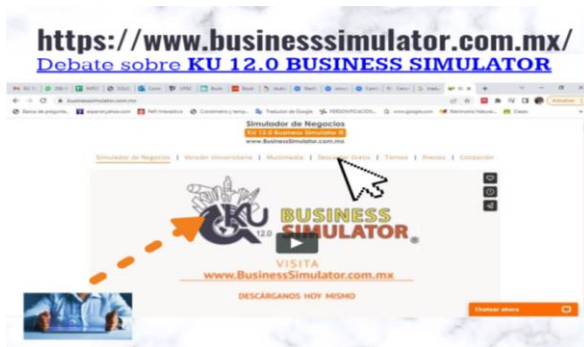 https://www.businesssimulator.com.mx/
Debate sobre KU 12.0 BUSINESS SIMULATOR
businesssimulator.com.mx
Simulador de Negocios
KU 12.0 Business Simulator ®
www.BusinessSimulator.com.mx
Simulador de Negocios | Versión Universitaria | Multimedia | Descargar Gratis | Temas | Precios | Cotización
KU 12.0 BUSINESS SIMULATOR ®
VISITA
www.BusinessSimulator.com.mx
DESCÁRGANOS HOY MISMO
Chatear ahora